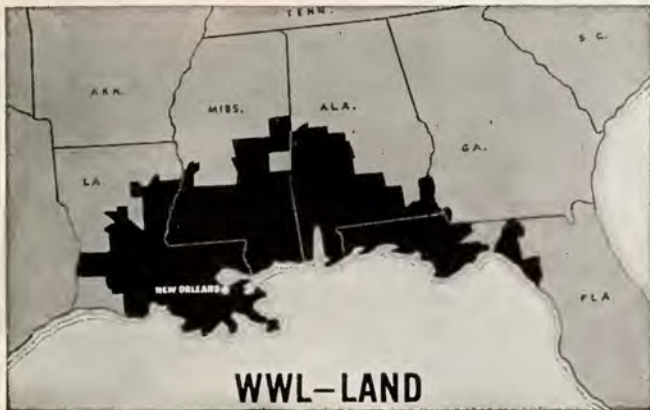 TENN.
S C.
ARK.
MISS.
ALA.
GA.
LA.
NEW ORLEANS
FLA
WWL–LAND